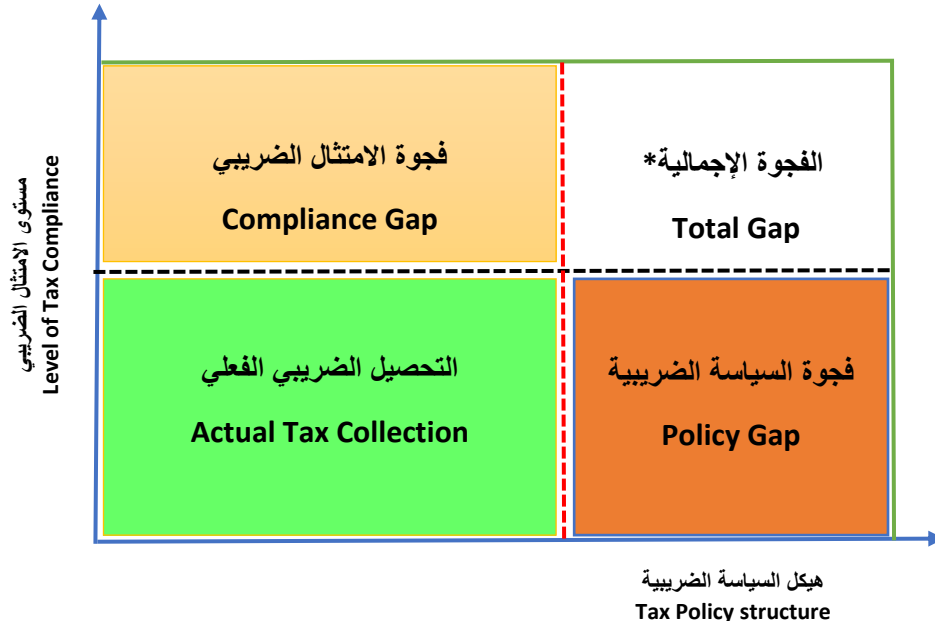 مستوى الامتثال الضريبي
Level of Tax Compliance
فجوة الامتثال الضريبي
Compliance Gap
الفجوة الإجمالية*
Total Gap
التحصيل الضريبي الفعلي
Actual Tax Collection
فجوة السياسة الضريبية
Policy Gap
هيكل السياسة الضريبية
Tax Policy structure